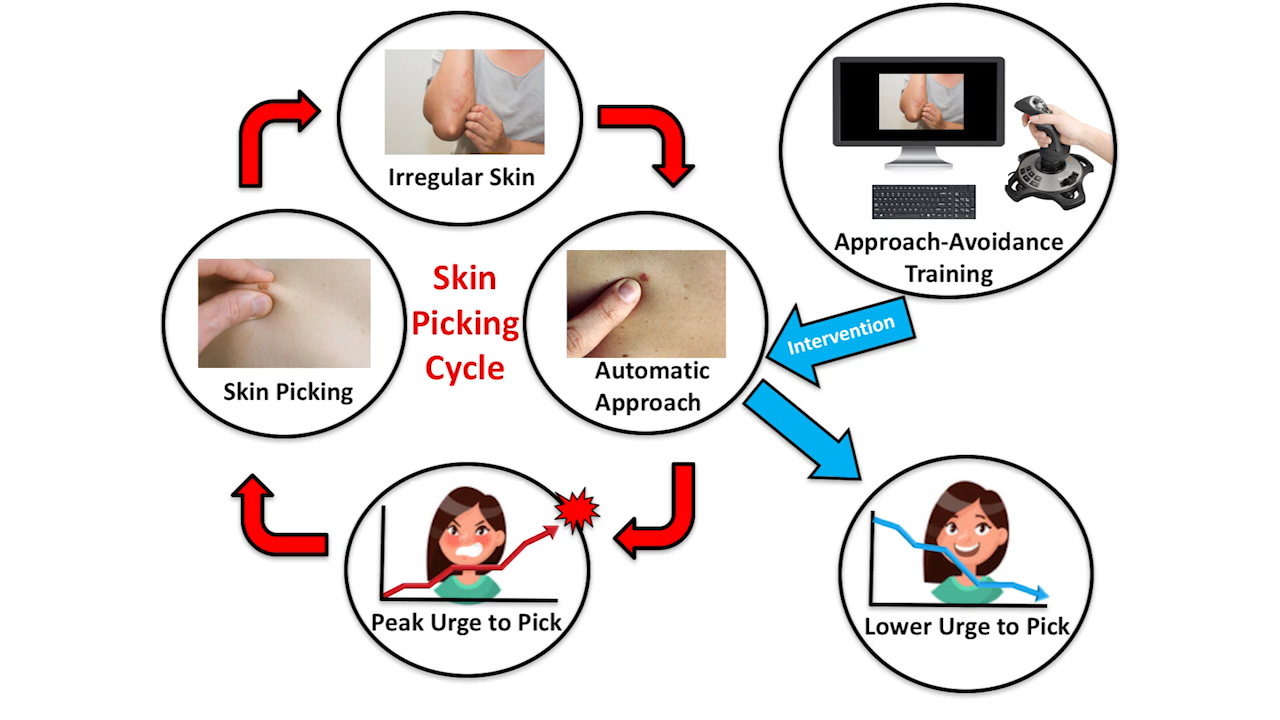 Irregular Skin
Approach-Avoidance
Training
Skin
Picking
Cycle
Skin Picking
Automatic
Approach
Intervention
Peak Urge to Pick
Lower Urge to Pick